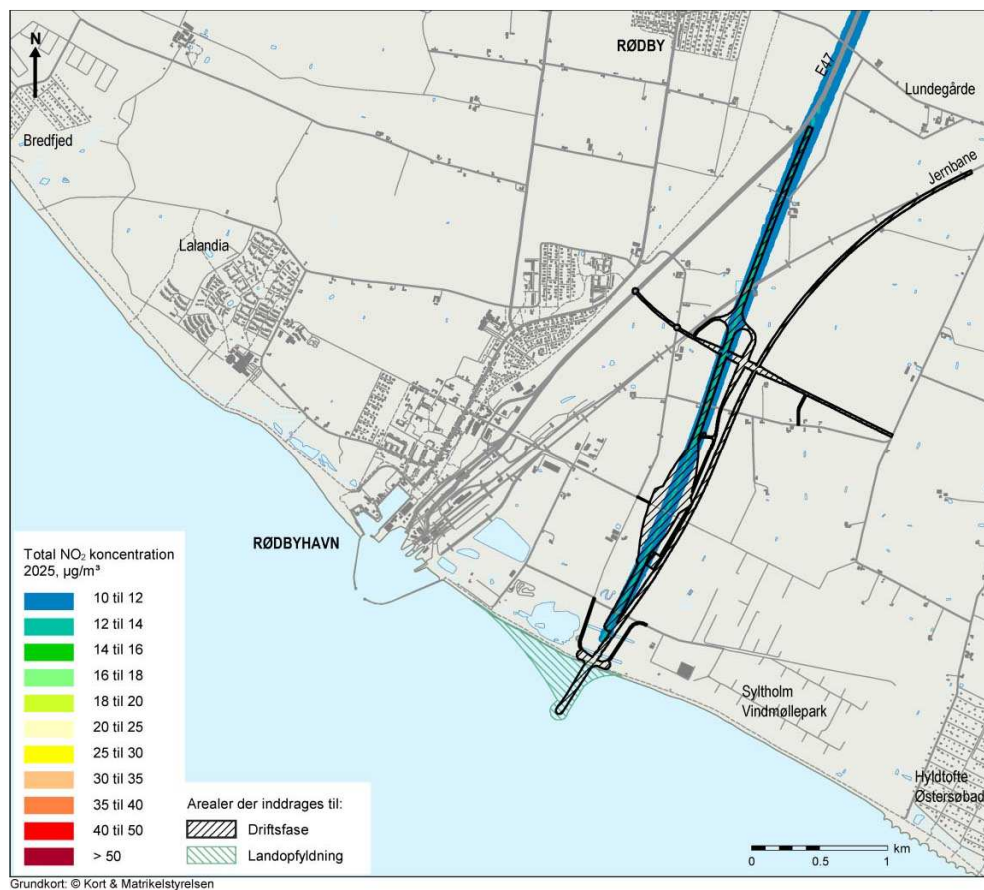 N
RØDBY
E47
Lundegårde
Bredfjed
Jernbane
Lalandia
RØDBYHAVN
Syltholm
Vindmøllepark
Hyldtofte
Østersøbad
Total NO₂ koncentration
2025, µg/m³
10 til 12
12 til 14
14 til 16
16 til 18
18 til 20
20 til 25
25 til 30
30 til 35
35 til 40
40 til 50
> 50
Arealer der inddrages til:
Driftsfase
Landopfyldning
km
0 0.5 1
Grundkort: © Kort & Matrikelstyrelsen